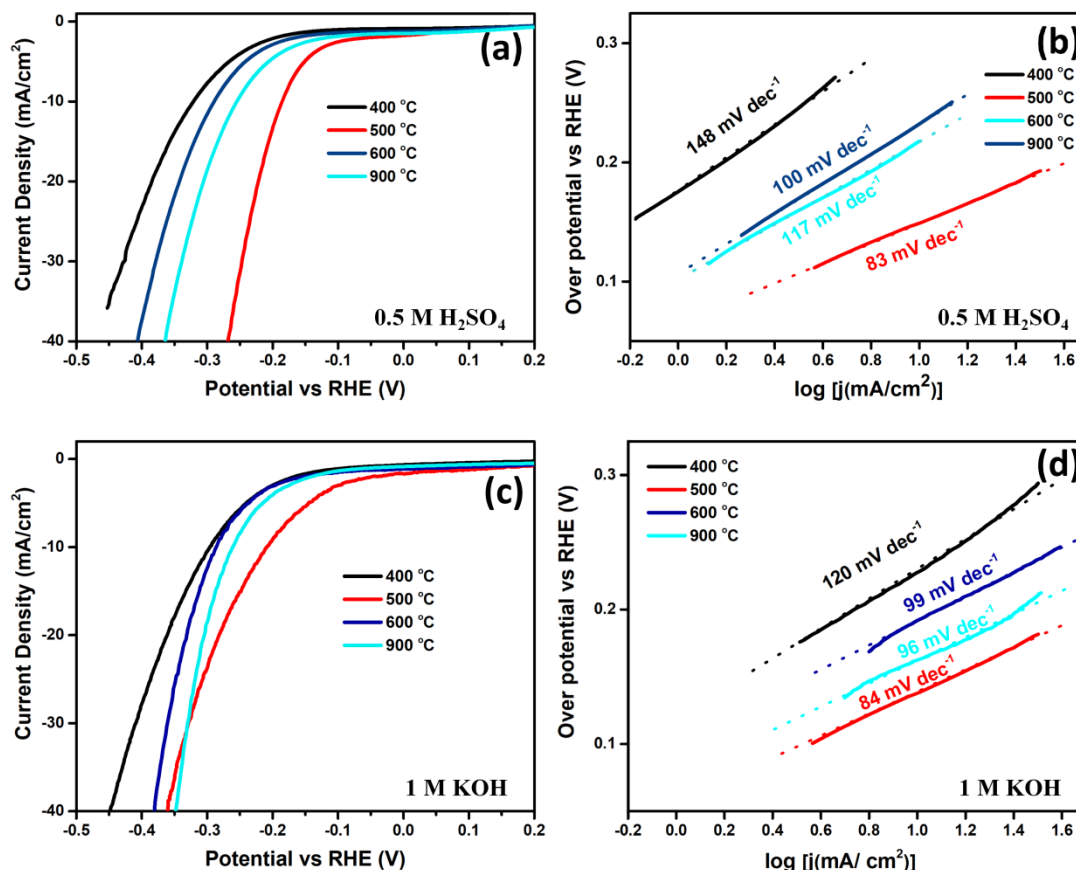 (a)
0
-10
-20
-30
-40
-0.5 -0.4 -0.3 -0.2 -0.1 0.0 0.1 0.2
Current Density (mA/cm²)
Potential vs RHE (V)
400 °C
500 °C
600 °C
900 °C
0.5 M H₂SO₄
(b)
0.3
0.2
0.1
-0.2 0.0 0.2 0.4 0.6 0.8 1.0 1.2 1.4 1.6
Over potential vs RHE (V)
log [j(mA/cm²)]
400 °C
500 °C
600 °C
900 °C
148 mV dec⁻¹
100 mV dec⁻¹
117 mV dec⁻¹
83 mV dec⁻¹
0.5 M H₂SO₄
(c)
0
-10
-20
-30
-40
-0.5 -0.4 -0.3 -0.2 -0.1 0.0 0.1 0.2
Current Density (mA/cm²)
Potential vs RHE (V)
400 °C
500 °C
600 °C
900 °C
1 M KOH
(d)
0.3
0.2
0.1
-0.2 0.0 0.2 0.4 0.6 0.8 1.0 1.2 1.4 1.6
Over potential vs RHE (V)
log [j(mA/ cm²)]
400 °C
500 °C
600 °C
900 °C
120 mV dec⁻¹
99 mV dec⁻¹
96 mV dec⁻¹
84 mV dec⁻¹
1 M KOH